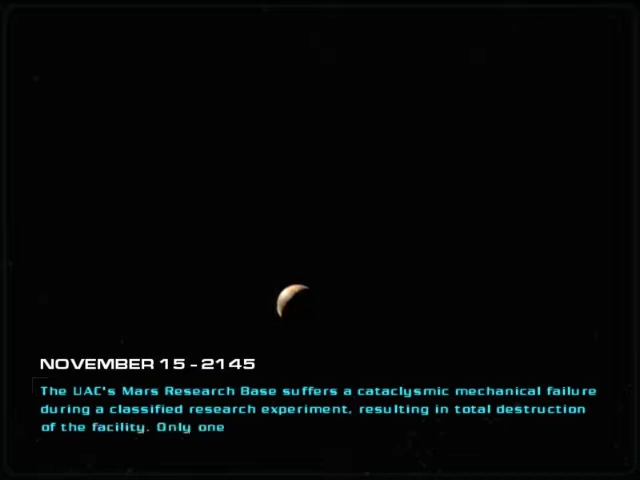 NOVEMBER 15 - 2145
The UAC's Mars Research Base suffers a cataclysmic mechanical failure
during a classified research experiment, resulting in total destruction
of the facility. Only one